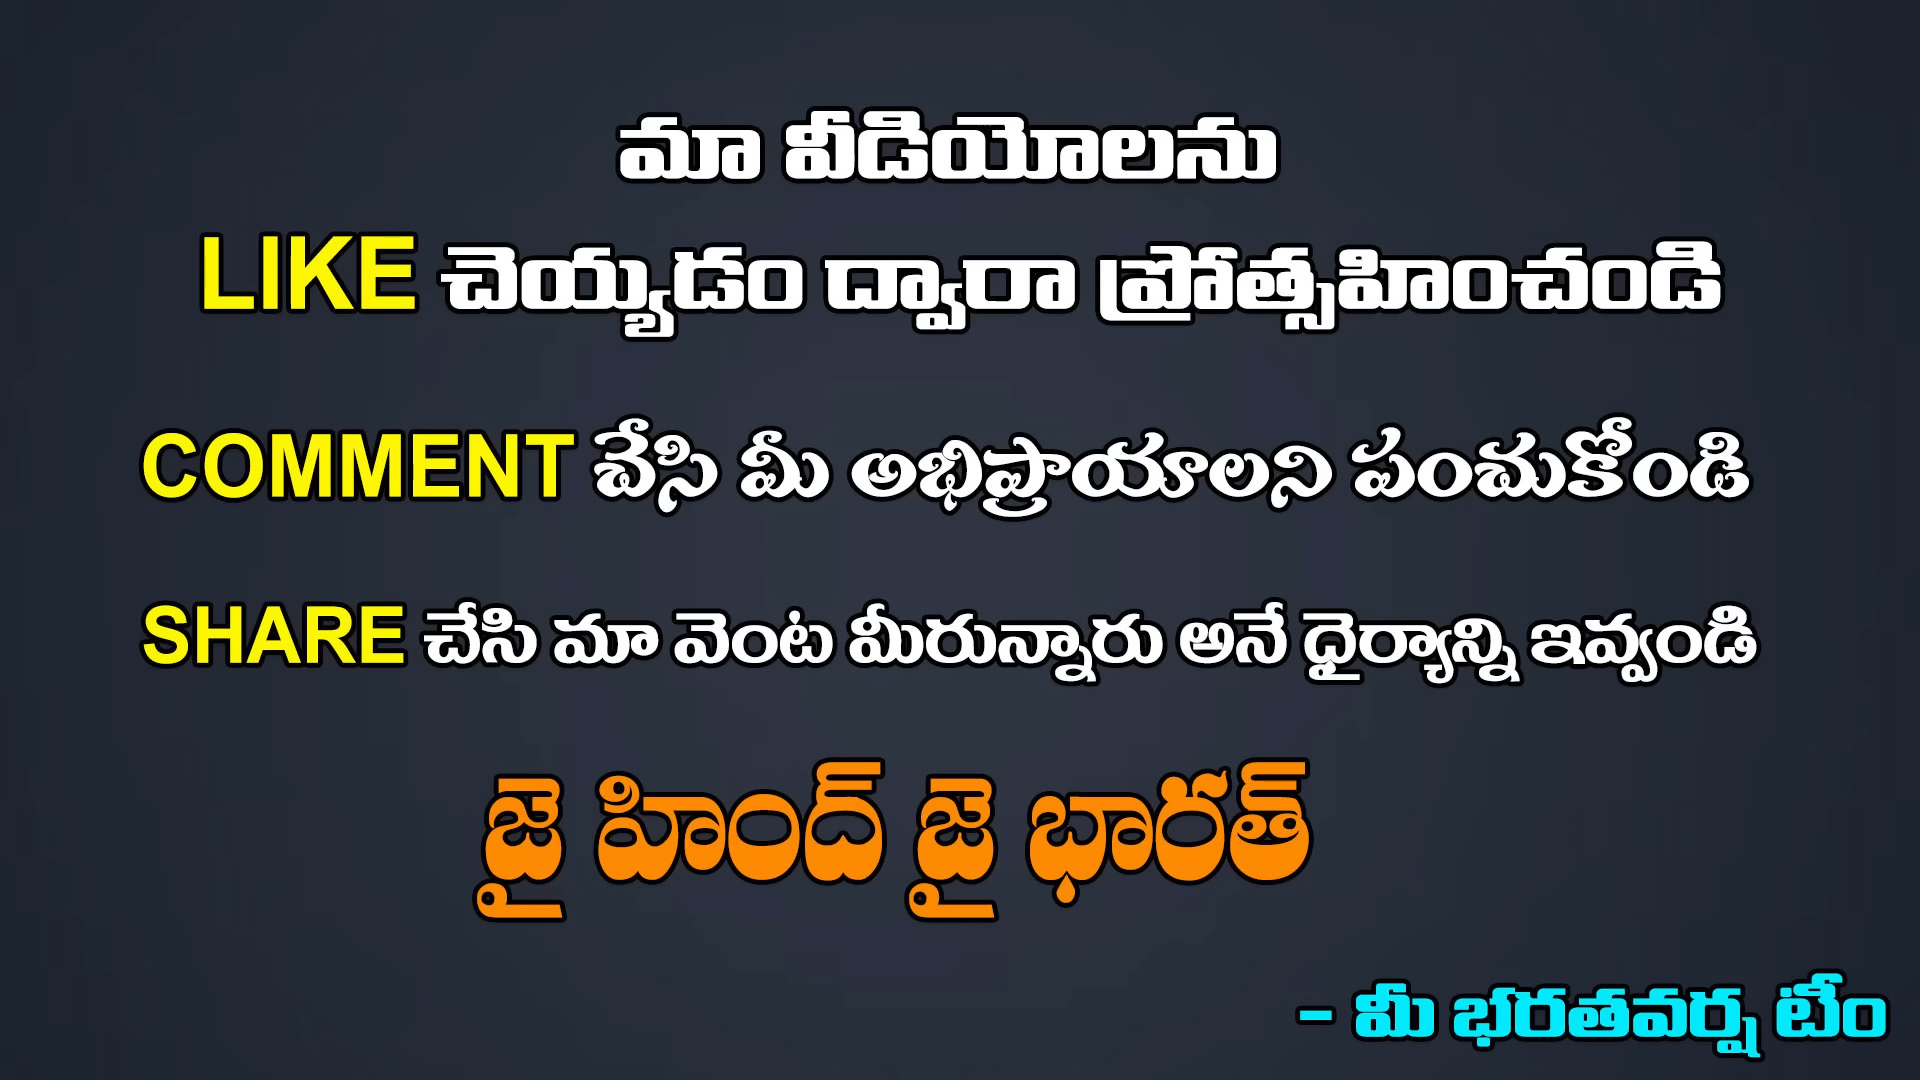 మా వీడియోలను
LIKE చెయ్యడం ద్వారా ప్రోత్సహించండి
COMMENT చేసి మీ అభిప్రాయాలని పంచుకోండి
SHARE చేసి మా వెంట మీరున్నారు అనే ధైర్యాన్ని ఇవ్వండి
జై హింద్ జై భారత్
- మీ భరతవర్ష టీం